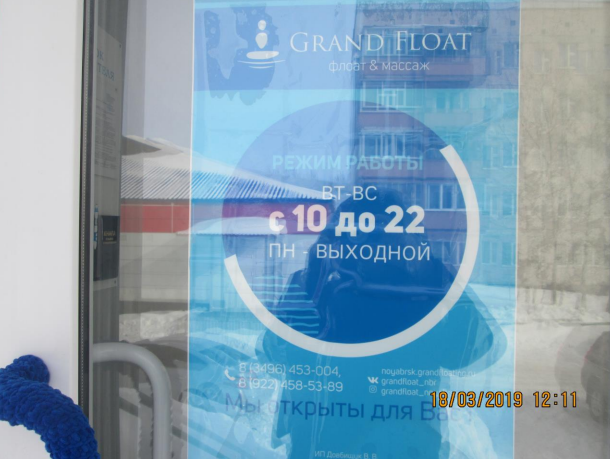 GRAND FLOAT
флоат & массаж
РЕЖИМ РАБОТЫ
ВТ-ВС
с 10 до 22
ПН - ВЫХОДНОЙ
8 (3496) 453-004,
8 (922) 458-53-89
grandfloat_nbr
Мы открыты для Вас
18/03/2019 12:11